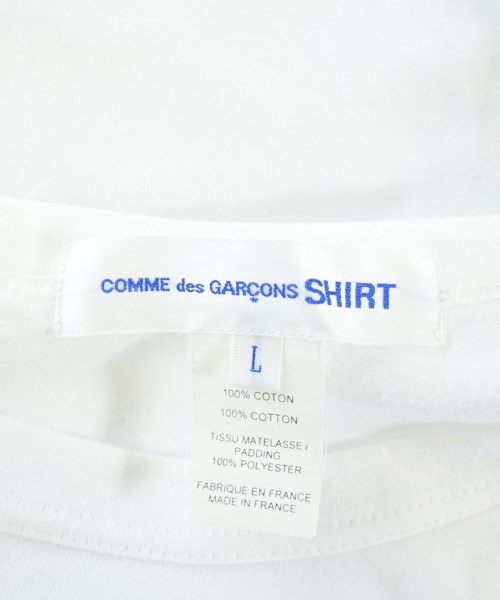 COMME des GARÇONS SHIRT
L
100% COTON
100% COTTON
TISSU MATELASSE /
PADDING
100% POLYESTER
FABRIQUE EN FRANCE
MADE IN FRANCE